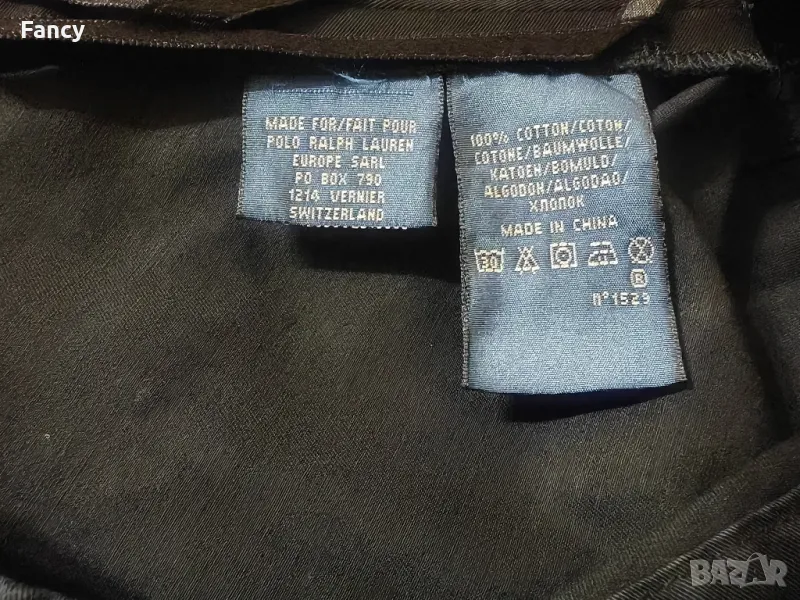 Fancy
MADE FOR/FAIT POUR
POLO RALPH LAUREN
EUROPE SARL
PO BOX 790
1214 VERNIER
SWITZERLAND
100% COTTON/COTON/
COTONE/BAUMWOLLE/
KATOEN/BOMULD/
ALGODON/ALGODAO/
ХЛОПОК
MADE IN CHINA
30
R
N°1529
BAZAR